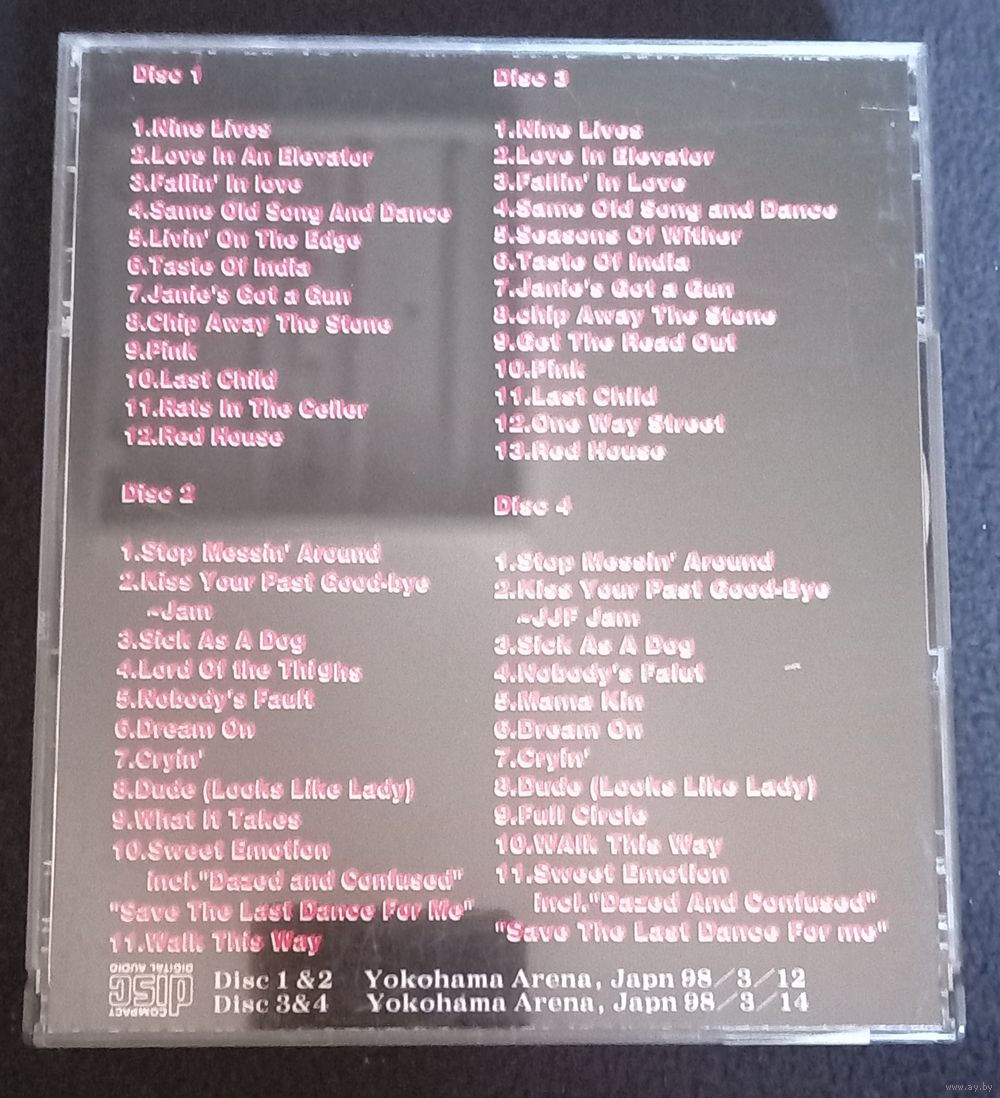 Disc 1
1.Nine Lives
2.Love In An Elevator
3.Fallin' In love
4.Same Old Song And Dance
5.Livin' On The Edge
6.Taste Of India
7.Janie's Got a Gun
8.Chip Away The Stone
9.Pink
10.Last Child
11.Rats In The Celler
12.Red House
Disc 2
1.Stop Messin' Around
2.Kiss Your Past Good-bye
~Jam
3.Sick As A Dog
4.Lord Of the Thighs
5.Nobody's Fault
6.Dream On
7.Cryin'
8.Dude (Looks Like Lady)
9.What It Takes
10.Sweet Emotion
incl."Dazed and Confused"
"Save The Last Dance For Me"
11.Walk This Way
Disc 3
1.Nine Lives
2.Love In Elevator
3.Fallin' In Love
4.Same Old Song and Dance
5.Seasons Of Wither
6.Taste Of India
7.Janie's Got a Gun
8.chip Away The Stone
9.Get The Read Out
10.Pink
11.Last Child
12.One Way Street
13.Red House
Disc 4
1.Stop Messin' Around
2.Kiss Your Past Good-Bye
~JJF Jam
3.Sick As A Dog
4.Nobody's Falut
5.Mama Kin
6.Dream On
7.Cryin'
8.Dude (Looks Like Lady)
9.Full Circle
10.WAlk This Way
11.Sweet Emotion
incl."Dazed And Confused"
"Save The Last Dance For me"
COMPACT
disc
DIGITAL AUDIO
Disc 1 &2 Yokohama Arena, Japn 98/3/12
Disc 3&4 Yokohama Arena, Japn 98/3/14
www.ay.by